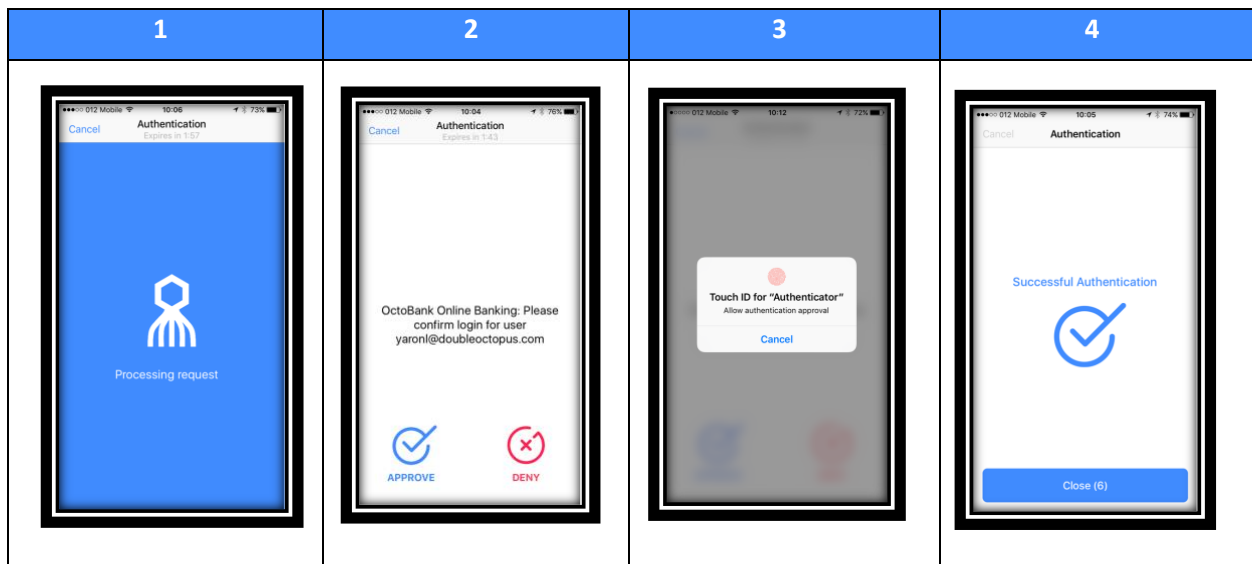 1
2
3
4
012 Mobile 10:06 73%
Cancel Authentication
Expires in 1:57
Processing request
012 Mobile 10:04 76%
Cancel Authentication
Expires in 1:43
OctoBank Online Banking: Please
confirm login for user
yaronl@doubleoctopus.com
APPROVE DENY
012 Mobile 10:12 72%
Touch ID for “Authenticator”
Allow authentication approval
Cancel
012 Mobile 10:05 74%
Cancel Authentication
Successful Authentication
Close (6)